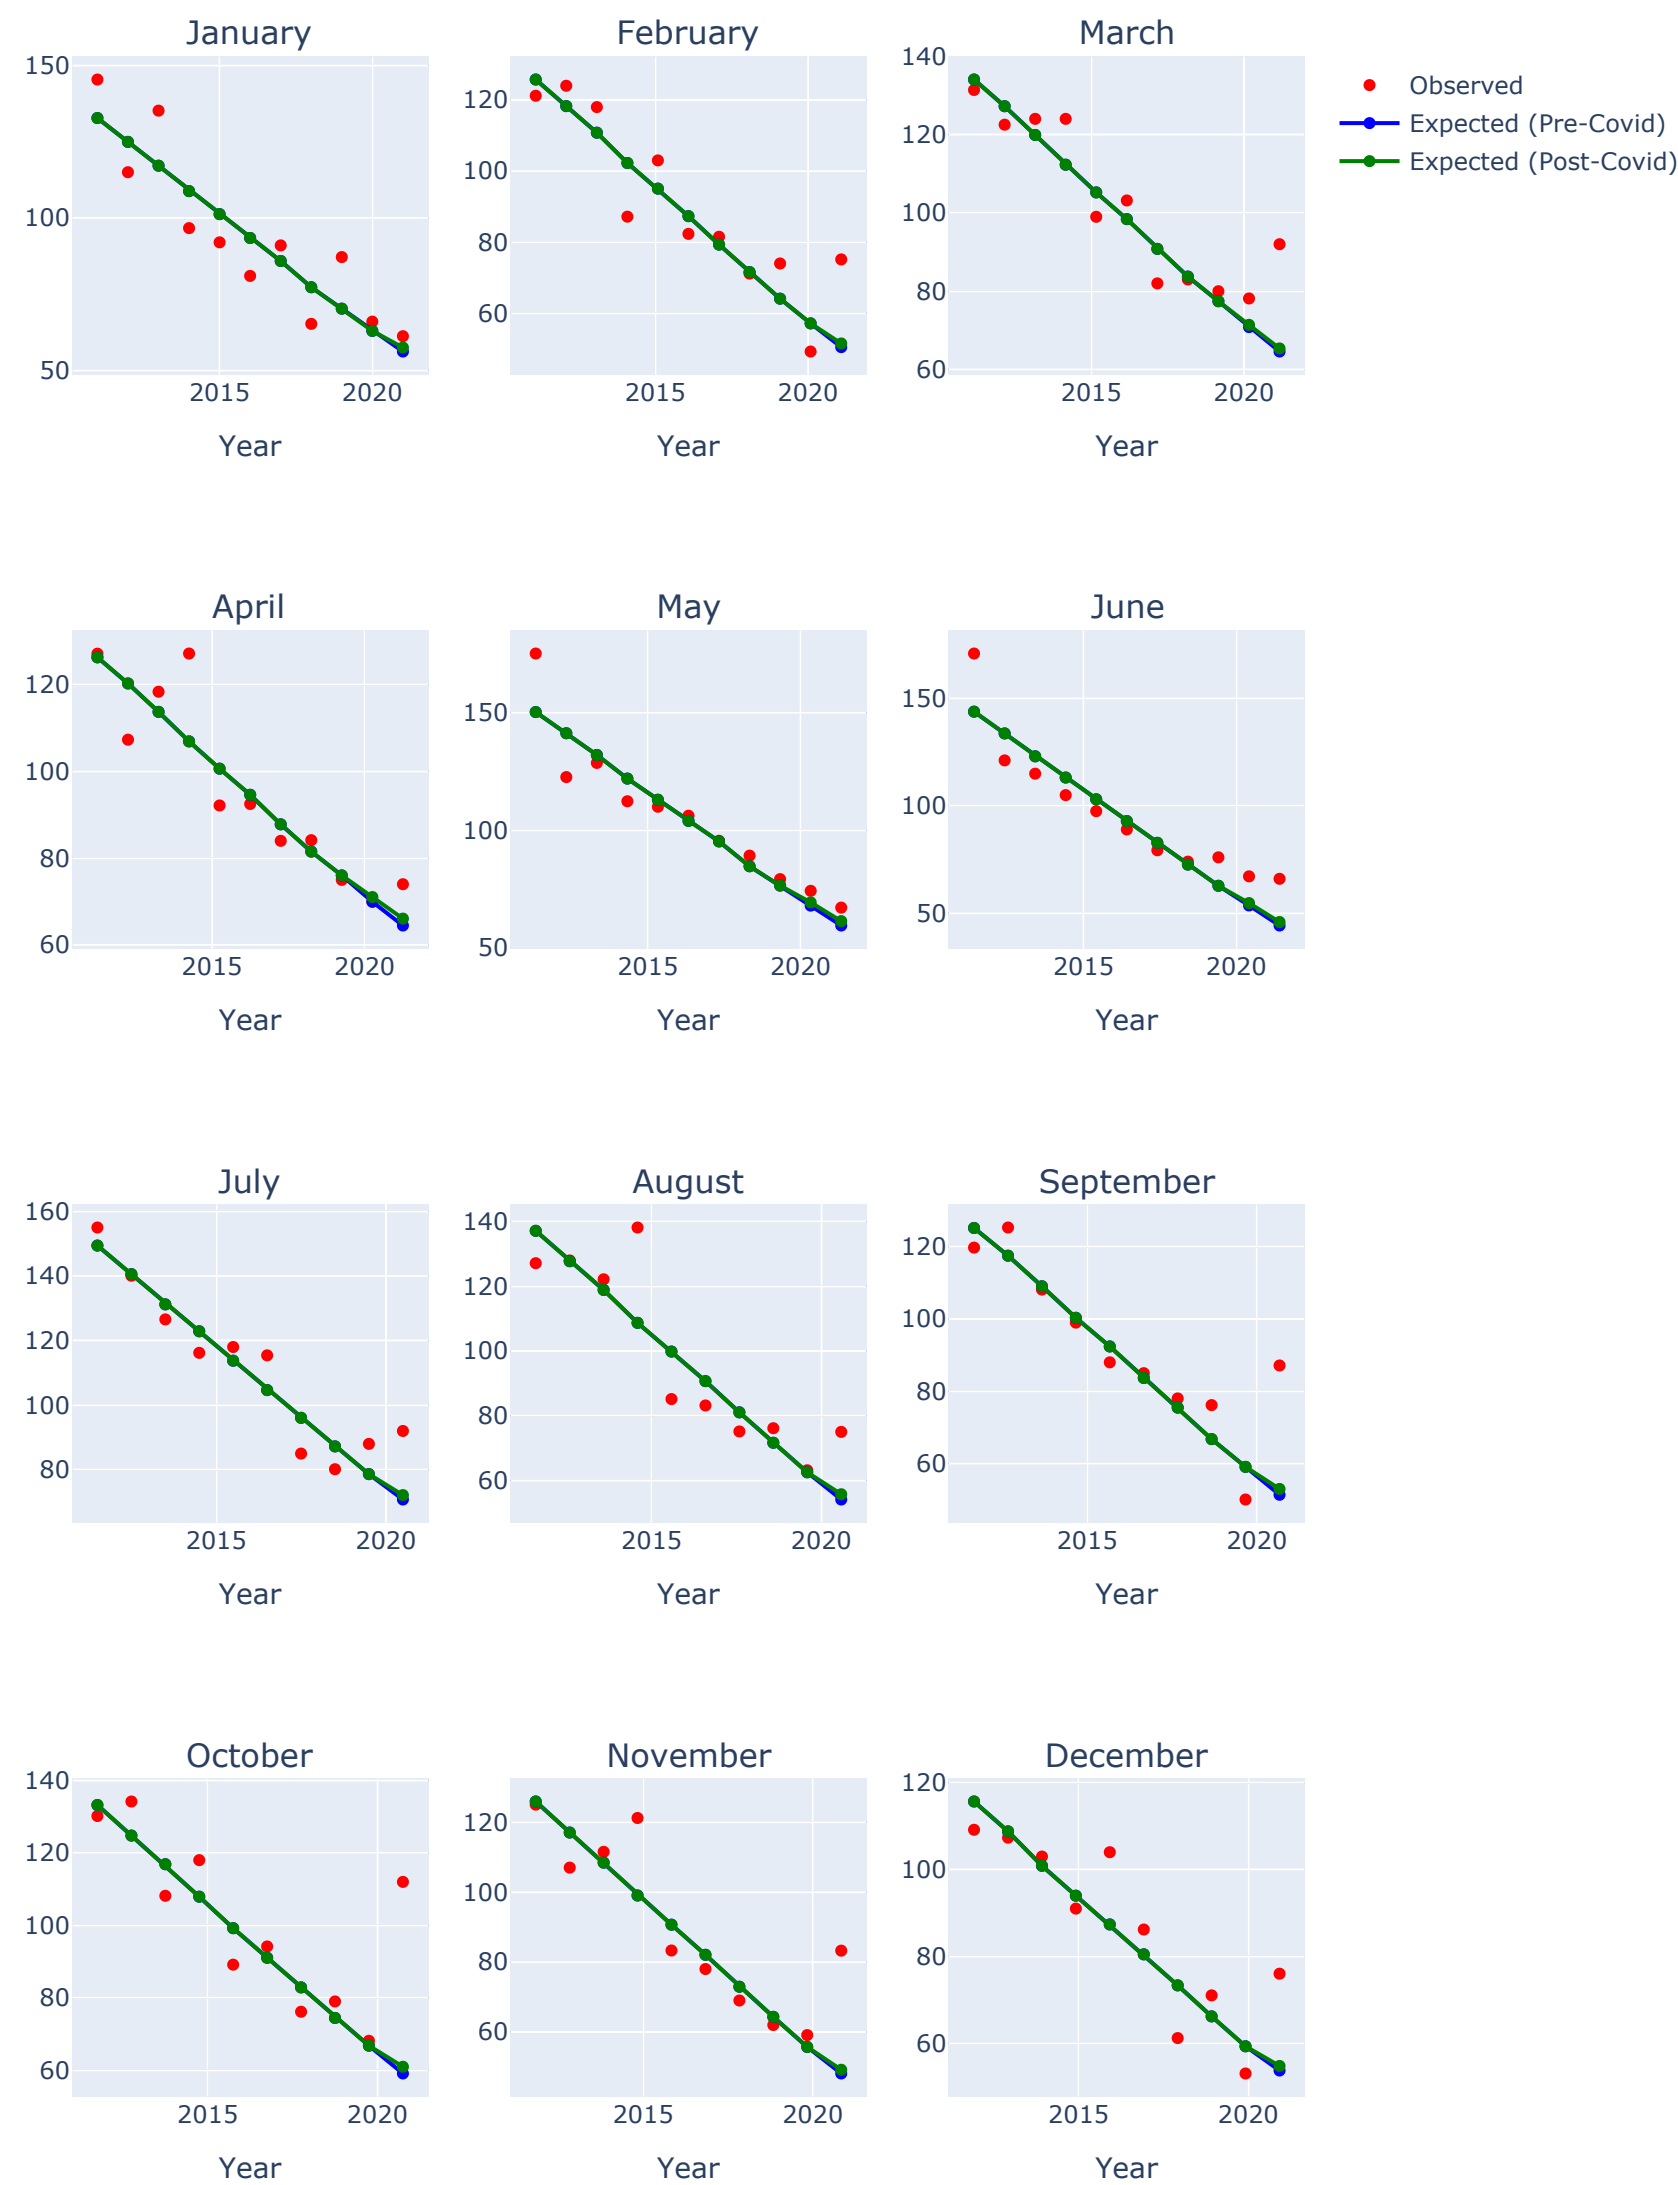 January
February
March
150
100
50
2015
2020
Year
120
100
80
60
2015
2020
Year
140
120
100
80
60
2015
2020
Year
Observed
Expected (Pre-Covid)
Expected (Post-Covid)
April
May
June
120
100
80
60
2015
2020
Year
150
100
50
2015
2020
Year
150
100
50
2015
2020
Year
July
August
September
160
140
120
100
80
2015
2020
Year
140
120
100
80
60
2015
2020
Year
120
100
80
60
2015
2020
Year
October
November
December
140
120
100
80
60
2015
2020
Year
120
100
80
60
2015
2020
Year
120
100
80
60
2015
2020
Year